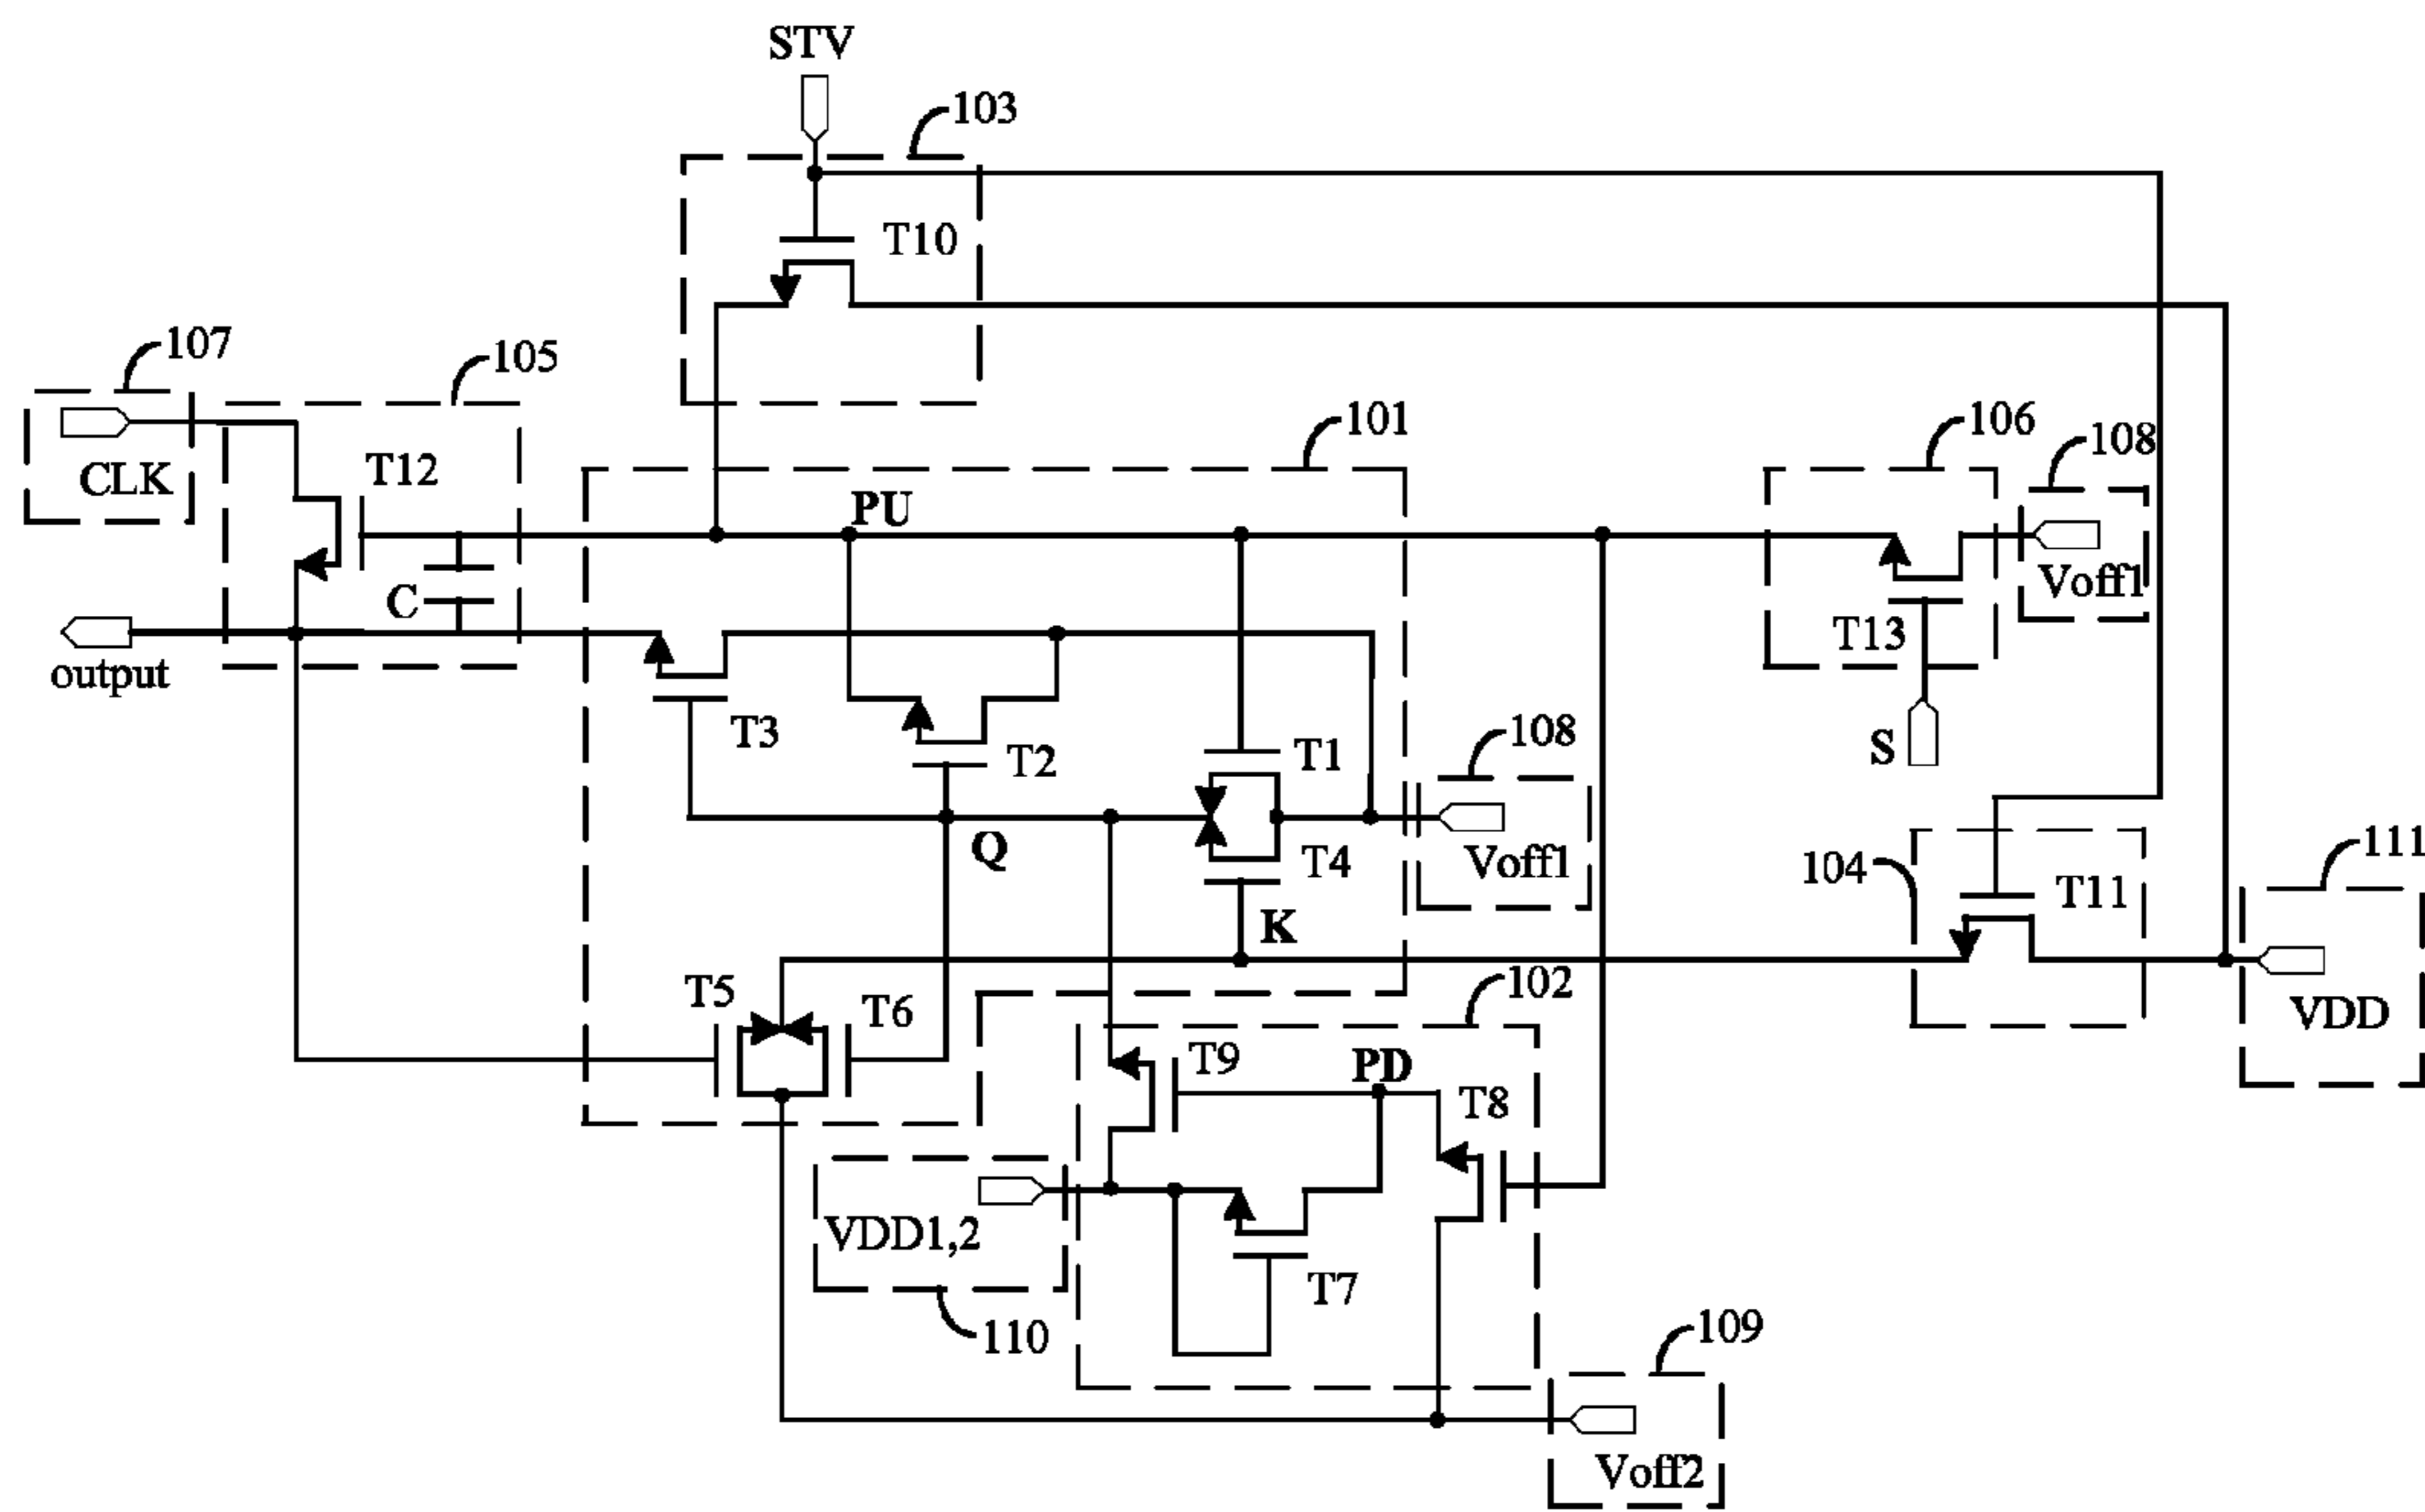 STV
103
T10
107
105
101
106
108
CLK
T12
PU
Voff1
C
T13
output
T3
T2
T1
108
S
Q
T4
Voff1
104
T11
111
K
T5
T6
102
VDD
T9
PD
T8
VDD1,2
T7
110
109
Voff2